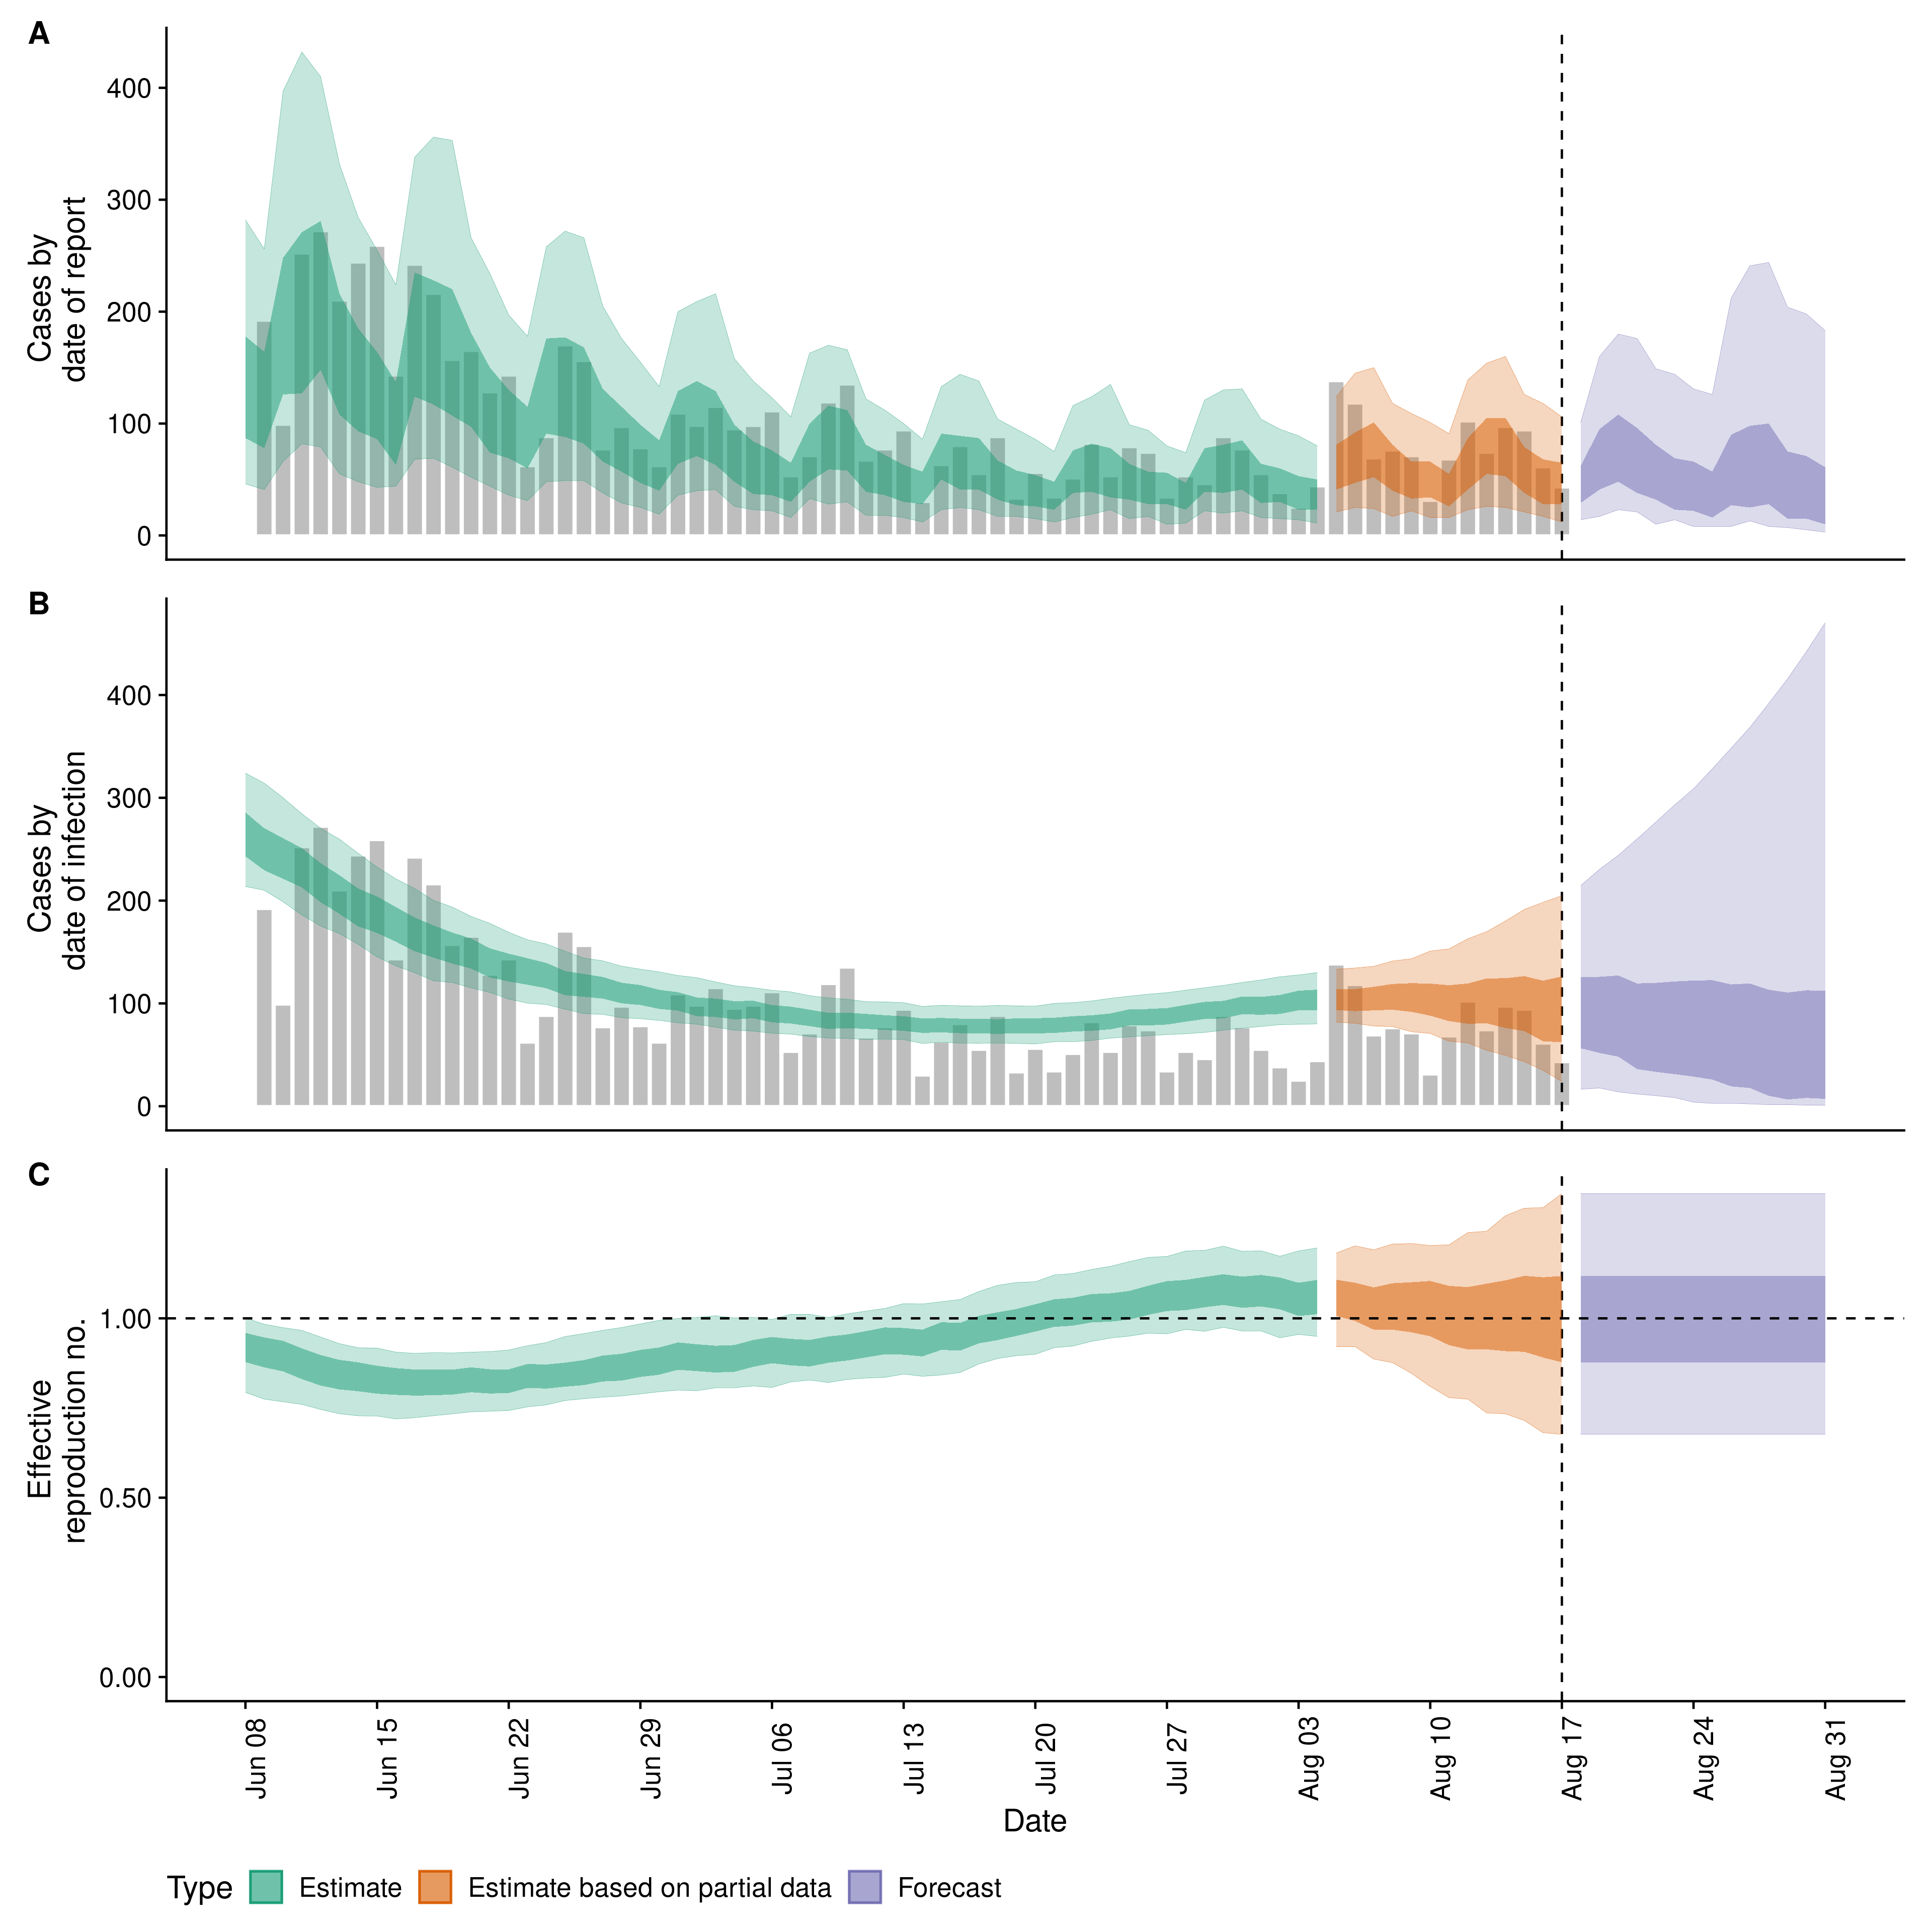 A
Cases by
date of report
400
300
200
100
0
B
Cases by
date of infection
400
300
200
100
0
C
Effective
reproduction no.
1.00
0.50
0.00
Jun 08
Jun 15
Jun 22
Jun 29
Jul 06
Jul 13
Jul 20
Jul 27
Aug 03
Aug 10
Aug 17
Aug 24
Aug 31
Date
Type Estimate Estimate based on partial data Forecast